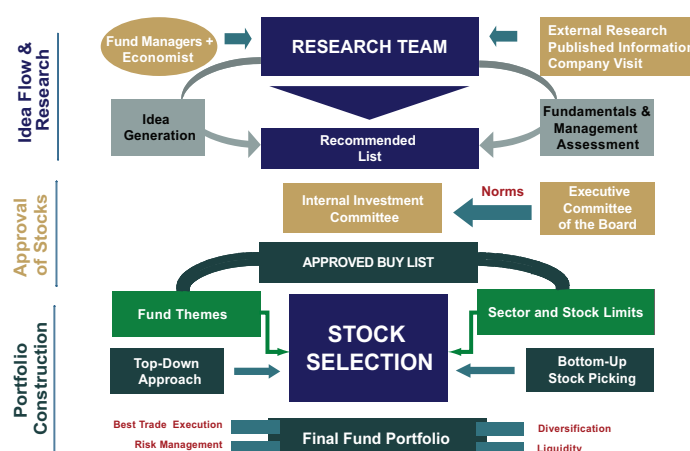 Idea Flow &
Research
Fund Managers +
Economist
RESEARCH TEAM
External Research
Published Information
Company Visit
Idea
Generation
Recommended
List
Fundamentals &
Management
Assessment
Approval
of Stocks
Internal Investment
Committee
Norms
Executive
Committee
of the Board
APPROVED BUY LIST
Portfolio
Construction
Fund Themes
STOCK
SELECTION
Sector and Stock Limits
Top-Down
Approach
Bottom-Up
Stock Picking
Best Trade Execution
Risk Management
Final Fund Portfolio
Diversification
Liquidity